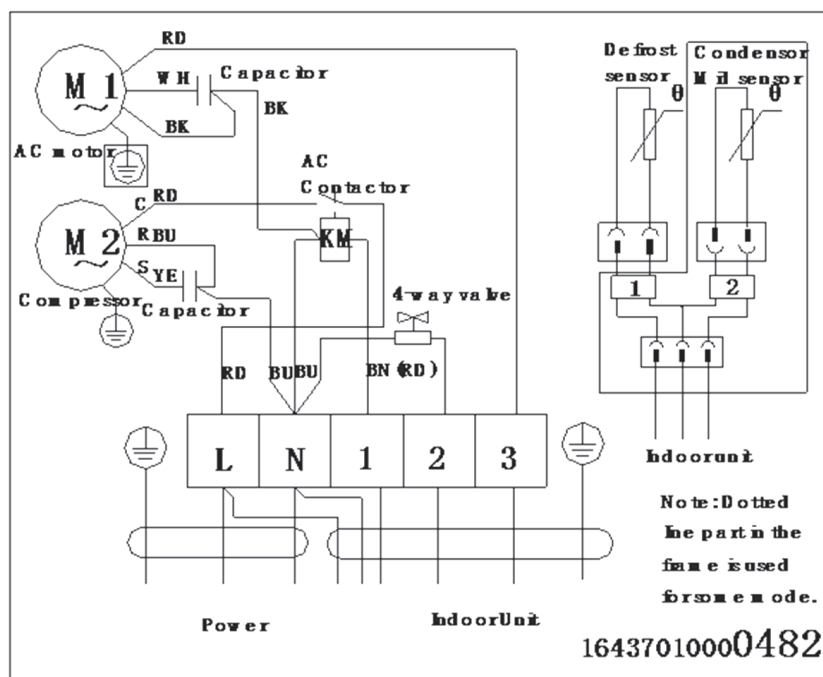 RD
M 1
WH
Capacitor
BK
BK
AC motor
AC
Contactor
C RD
KM
M 2
R BU
S YE
Compressor
Capacitor
4-way valve
RD
BU
BU
BN (RD)
L
N
1
2
3
Power
Indoor Unit
Defrost
sensor
θ
Condensor
Mid sensor
θ
1
2
Indoor unit
Note: Dotted
line part in the
frame is used
for some mode.
16437010000482